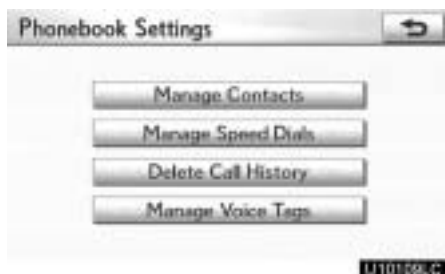 Phonebook Settings
Manage Contacts
Manage Speed Dials
Delete Call History
Manage Voice Tags